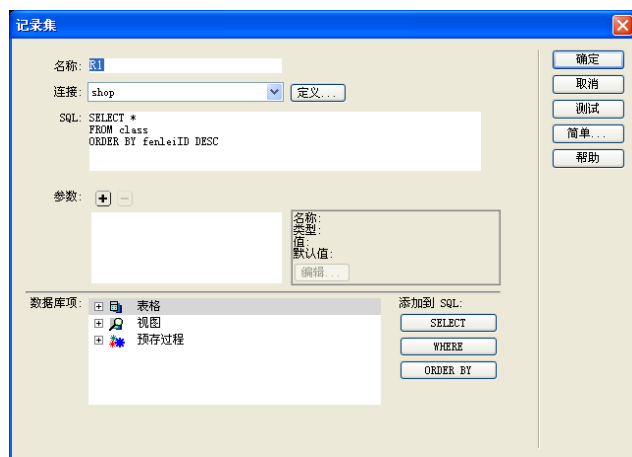 记录集
名称: R1
连接: shop 定义...
SQL: SELECT *
FROM class
ORDER BY fenleiID DESC
参数:
名称:
类型:
值:
默认值:
编辑...
数据库项:
表格
视图
预存过程
添加到 SQL:
SELECT
WHERE
ORDER BY
确定
取消
测试
简单...
帮助